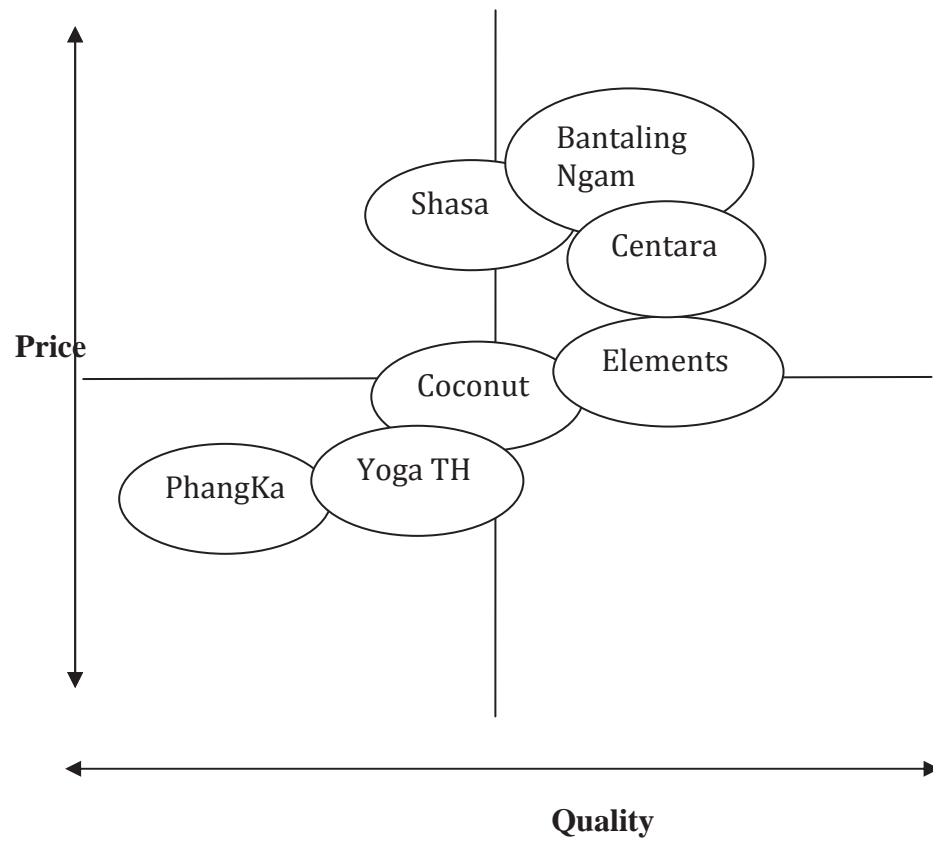 Bantaling
Ngam
Shasa
Centara
Price
Elements
Coconut
Yoga TH
PhangKa
Quality